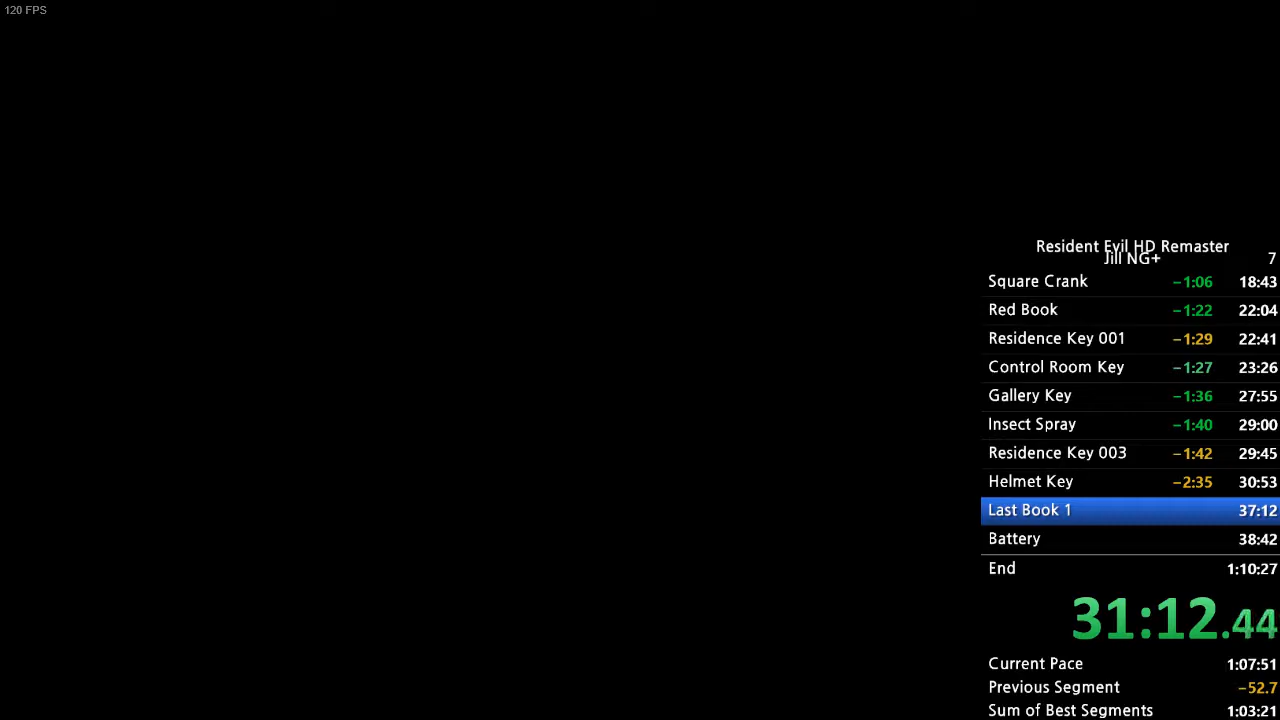 120 FPS
Resident Evil HD Remaster
Jill NG+ 7
Square Crank −1:06 18:43
Red Book −1:22 22:04
Residence Key 001 −1:29 22:41
Control Room Key −1:27 23:26
Gallery Key −1:36 27:55
Insect Spray −1:40 29:00
Residence Key 003 −1:42 29:45
Helmet Key −2:35 30:53
Last Book 1 37:12
Battery 38:42
End 1:10:27
31:12.44
Current Pace 1:07:51
Previous Segment −52.7
Sum of Best Segments 1:03:21